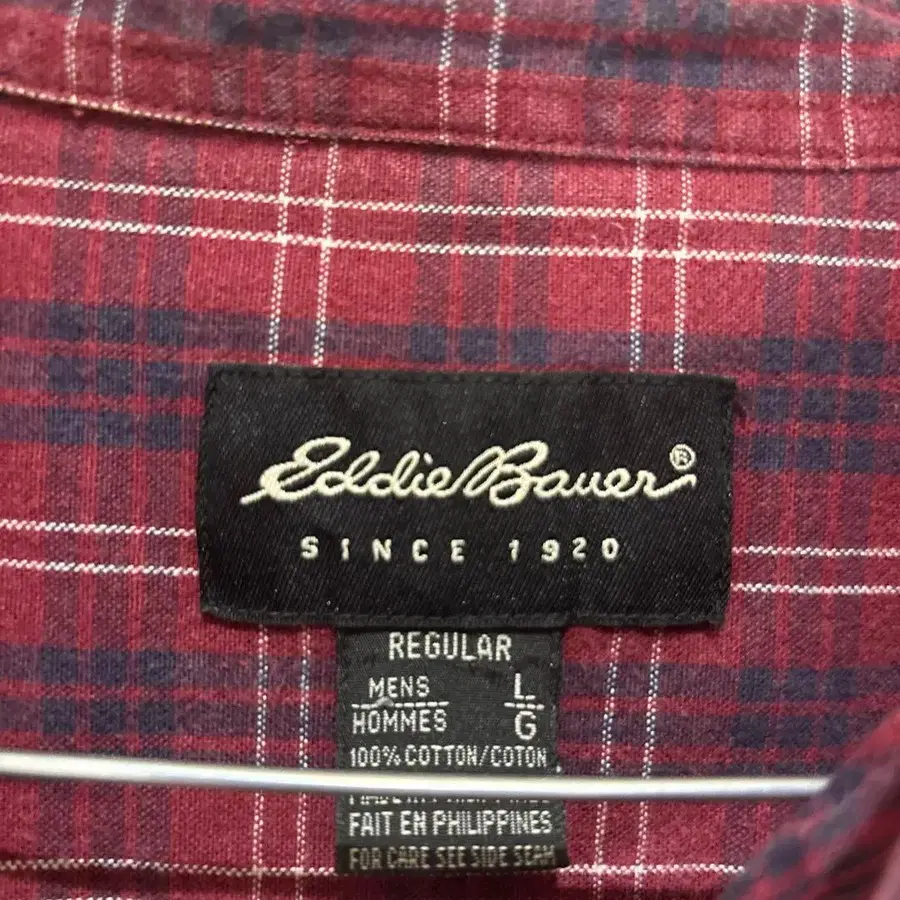 Eddie Bauer®
SINCE 1920
REGULAR
MENS L
HOMMES G
100% COTTON/COTON
FAIT EN PHILIPPINES
FOR CARE SEE SIDE SEAM